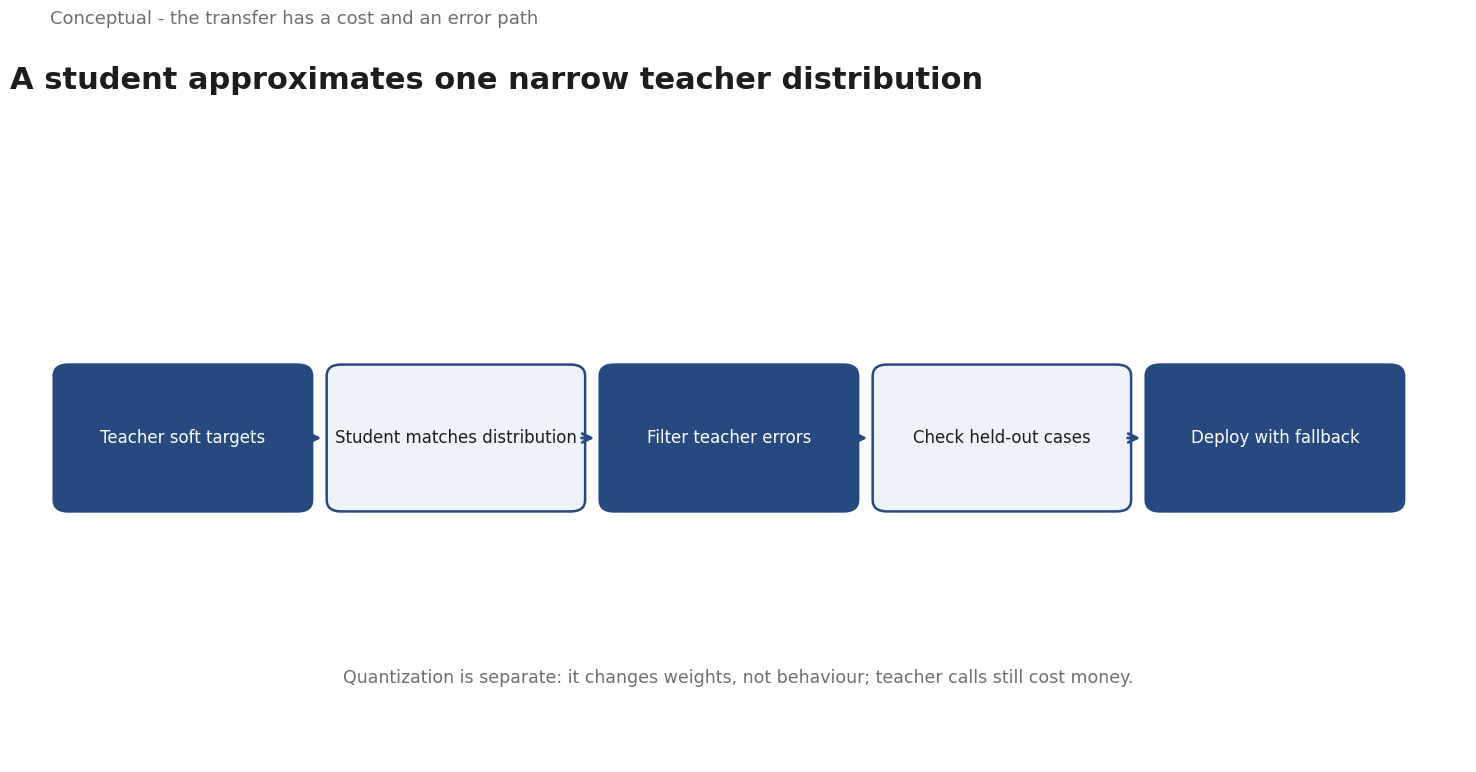 Conceptual - the transfer has a cost and an error path
A student approximates one narrow teacher distribution
Teacher soft targets
Student matches distribution
Filter teacher errors
Check held-out cases
Deploy with fallback
Quantization is separate: it changes weights, not behaviour; teacher calls still cost money.